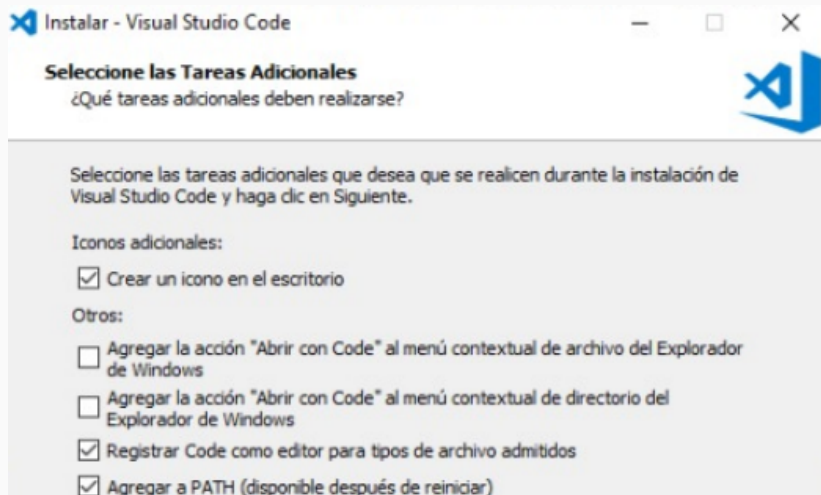 Instalar - Visual Studio Code
Seleccione las Tareas Adicionales
¿Qué tareas adicionales deben realizarse?
Seleccione las tareas adicionales que desea que se realicen durante la instalación de
Visual Studio Code y haga clic en Siguiente.
Iconos adicionales:
Crear un icono en el escritorio
Otros:
Agregar la acción "Abrir con Code" al menú contextual de archivo del Explorador
de Windows
Agregar la acción "Abrir con Code" al menú contextual de directorio del
Explorador de Windows
Registrar Code como editor para tipos de archivo admitidos
Agregar a PATH (disponible después de reiniciar)